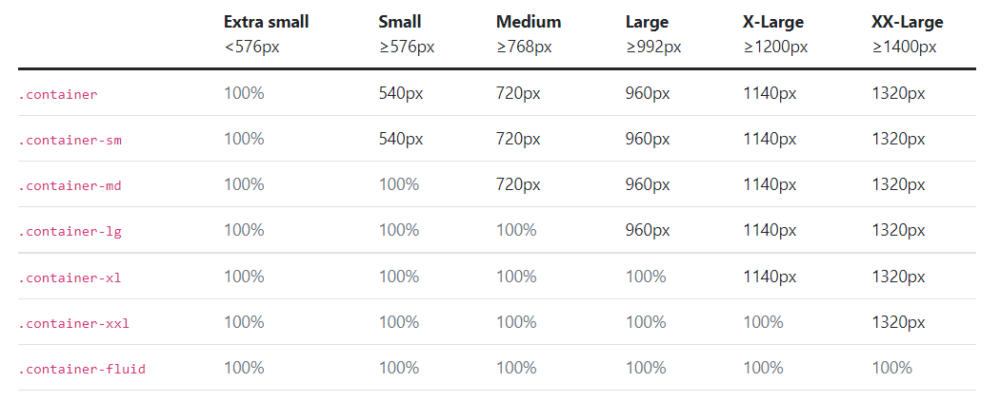 Extra small Small Medium Large X-Large XX-Large
<576px ≥576px ≥768px ≥992px ≥1200px ≥1400px
.container 100% 540px 720px 960px 1140px 1320px
.container-sm 100% 540px 720px 960px 1140px 1320px
.container-md 100% 100% 720px 960px 1140px 1320px
.container-lg 100% 100% 100% 960px 1140px 1320px
.container-xl 100% 100% 100% 100% 1140px 1320px
.container-xxl 100% 100% 100% 100% 100% 1320px
.container-fluid 100% 100% 100% 100% 100% 100%